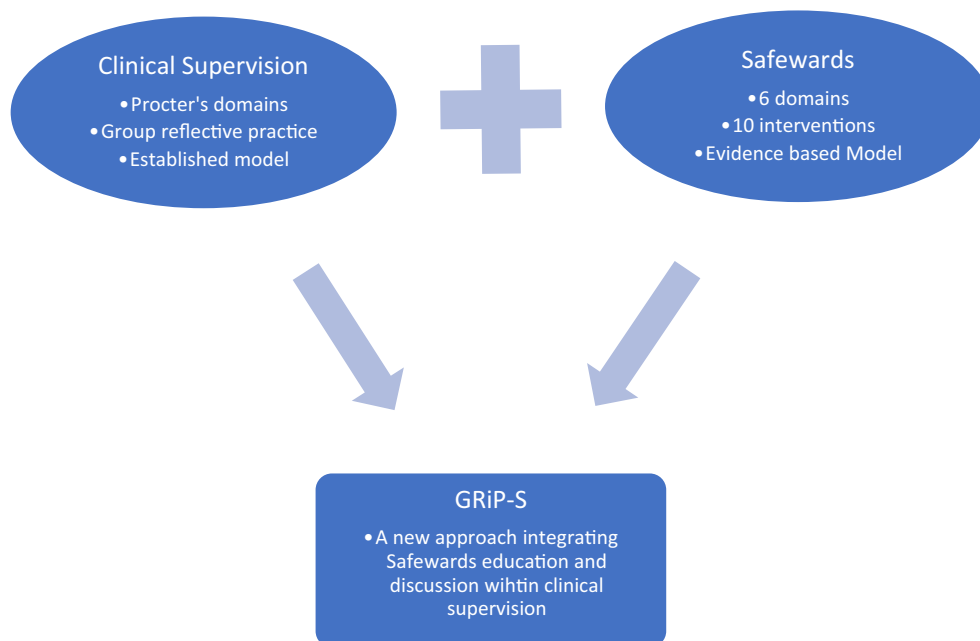 Clinical Supervision
•Procter's domains
•Group reflective practice
•Established model
Safewards
•6 domains
•10 interventions
•Evidence based Model
GRiP-S
•A new approach integrating
Safewards education and
discussion wihtin clinical
supervision